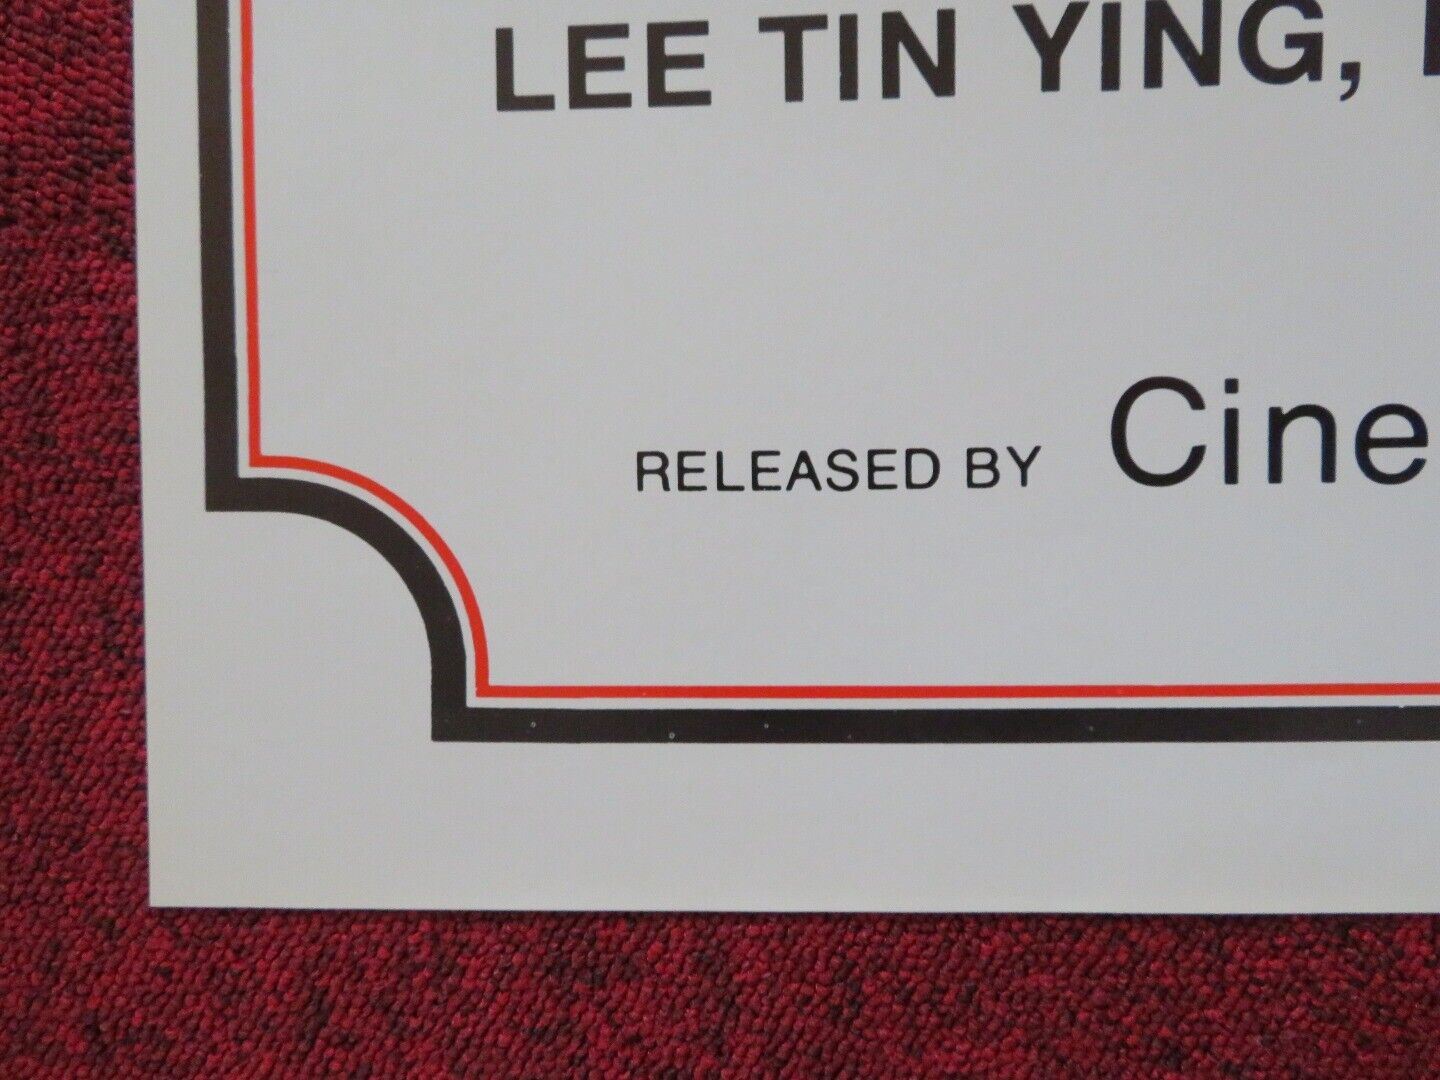 LEE TIN YING,
RELEASED BY Cine